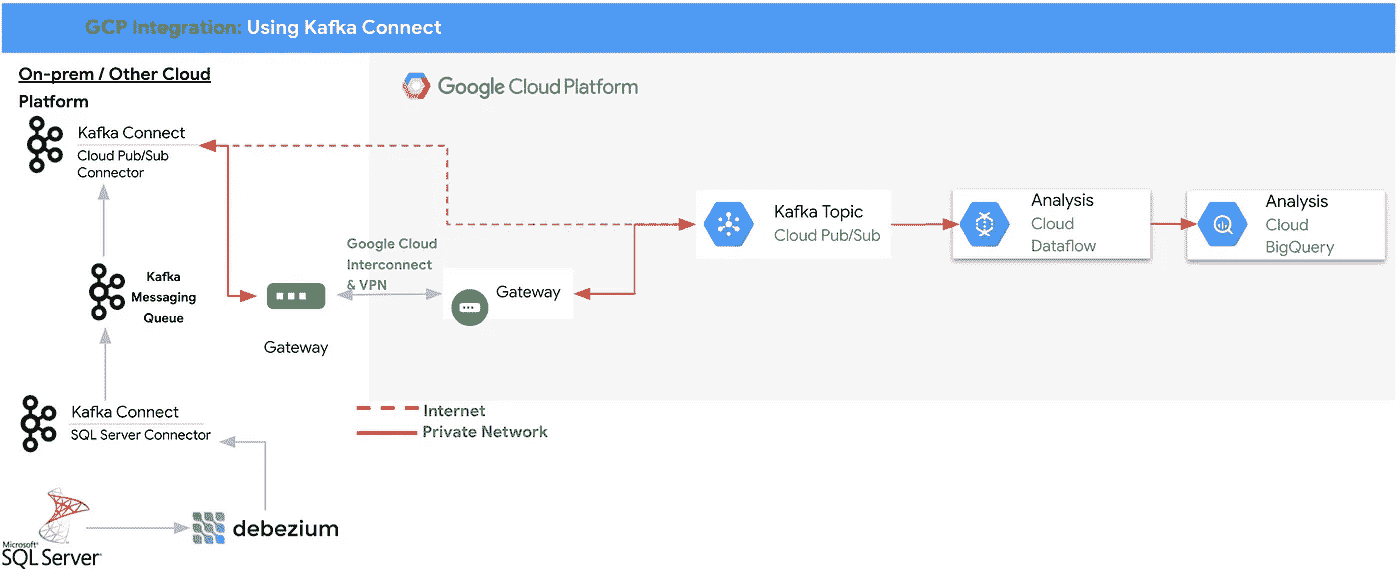 GCP Integration: Using Kafka Connect
On-prem / Other Cloud
Platform
Google Cloud Platform
Kafka Connect
Cloud Pub/Sub
Connector
Kafka Topic
Cloud Pub/Sub
Analysis
Cloud
Dataflow
Analysis
Cloud
BigQuery
Google Cloud
Interconnect
& VPN
Kafka
Messaging
Queue
Gateway
Gateway
Kafka Connect
SQL Server Connector
Internet
Private Network
Microsoft®
SQL Server
debezium